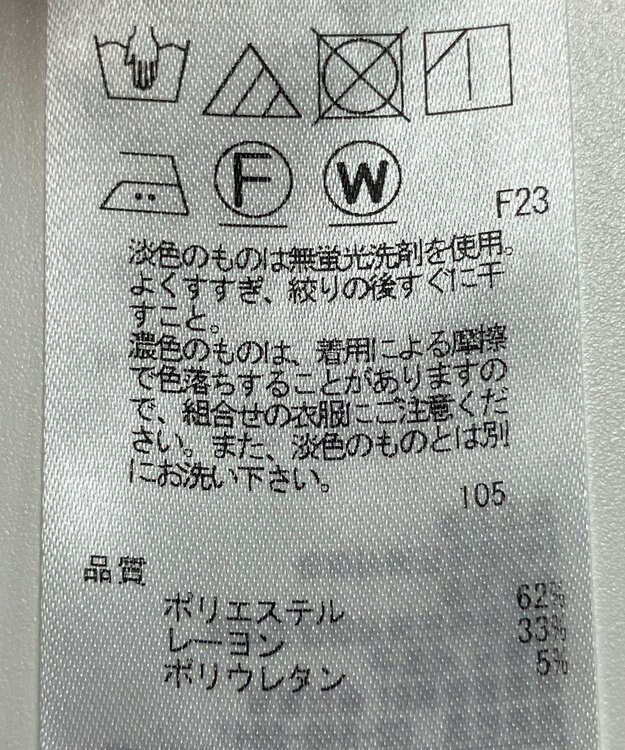 F W F23
淡色のものは無蛍光洗剤を使用。
よくすすぎ、絞りの後すぐに干
すこと。
濃色のものは、着用による摩擦
で色落ちすることがありますの
で、組合せの衣服にご注意くだ
さい。また、淡色のものとは別
にお洗い下さい。
105
品質
ポリエステル 62%
レーヨン 33%
ポリウレタン 5%